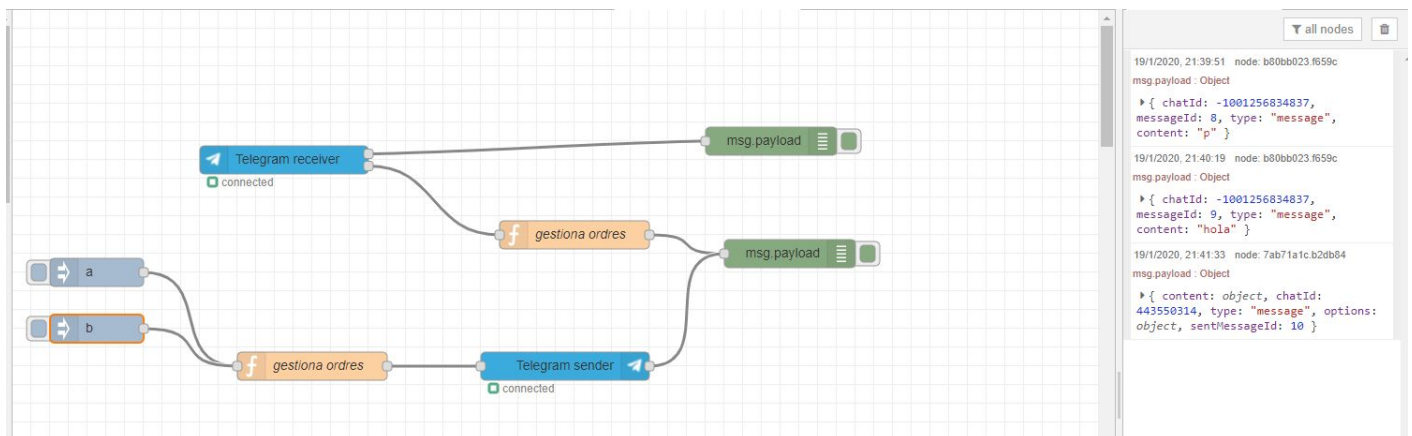 all nodes
msg.payload
Telegram receiver
connected
gestiona ordres
msg.payload
a
b
gestiona ordres
Telegram sender
connected
19/1/2020, 21:39:51 node: b80bb023.f659c
msg.payload : Object
{ chatId: -1001256834837,
messageId: 8, type: "message",
content: "p" }
19/1/2020, 21:40:19 node: b80bb023.f659c
msg.payload : Object
{ chatId: -1001256834837,
messageId: 9, type: "message",
content: "hola" }
19/1/2020, 21:41:33 node: 7ab71a1c.b2db84
msg.payload : Object
{ content: object, chatId:
443550314, type: "message", options:
object, sentMessageId: 10 }